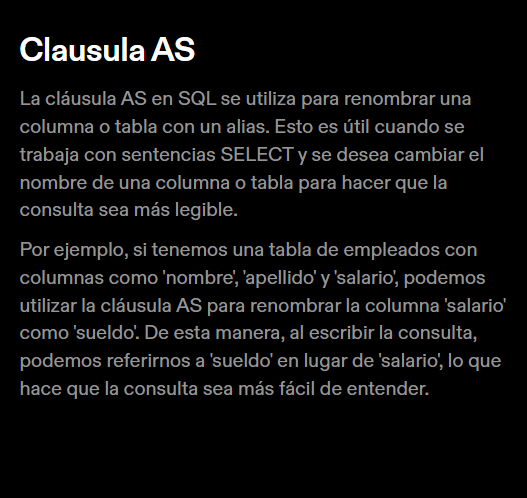 Clausula AS
La cláusula AS en SQL se utiliza para renombrar una
columna o tabla con un alias. Esto es útil cuando se
trabaja con sentencias SELECT y se desea cambiar el
nombre de una columna o tabla para hacer que la
consulta sea más legible.
Por ejemplo, si tenemos una tabla de empleados con
columnas como 'nombre', 'apellido' y 'salario', podemos
utilizar la cláusula AS para renombrar la columna 'salario'
como 'sueldo'. De esta manera, al escribir la consulta,
podemos referirnos a 'sueldo' en lugar de 'salario', lo que
hace que la consulta sea más fácil de entender.